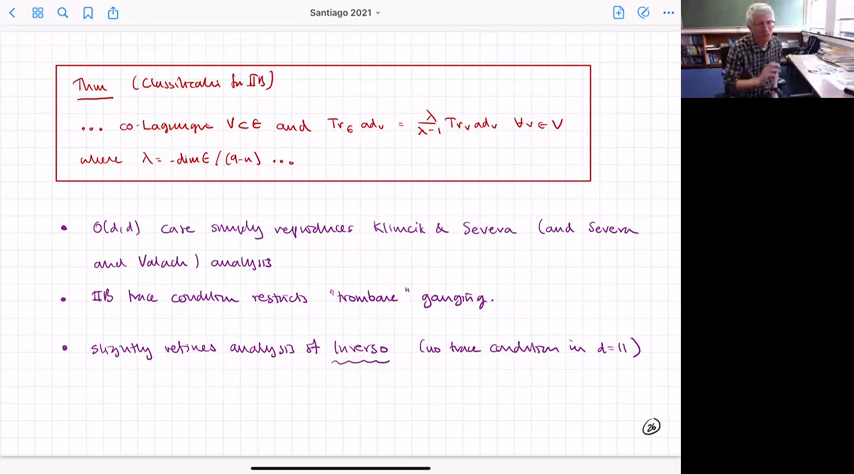 Santiago 2021
Thm (Classification for IIB)
... co-Lagrangian V⊂E and Tr_E ad_v = λ/(λ-1) Tr_V ad_v ∀v∈V
where λ = -dim E/(9-n) ...
• O(d,d) case simply reproduces Klimcik & Severa (and Severa
and Valach) analysis
• IIB trace condition restricts "trombone" gauging.
• slightly refines analysis of Inverso (no trace condition in d=11)
26